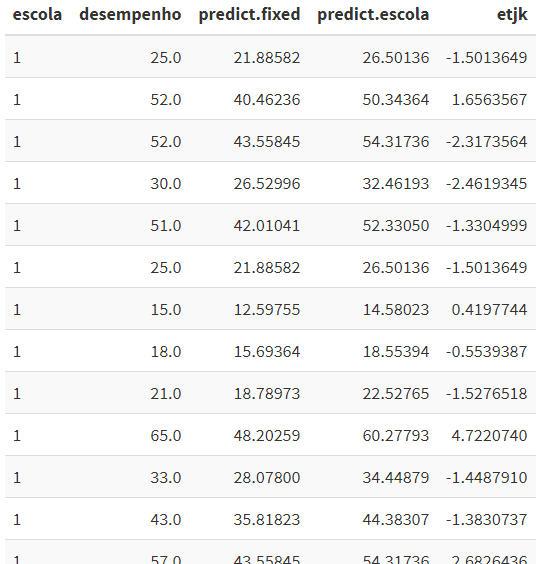 escola desempenho predict.fixed predict.escola etjk
1 25.0 21.88582 26.50136 -1.5013649
1 52.0 40.46236 50.34364 1.6563567
1 52.0 43.55845 54.31736 -2.3173564
1 30.0 26.52996 32.46193 -2.4619345
1 51.0 42.01041 52.33050 -1.3304999
1 25.0 21.88582 26.50136 -1.5013649
1 15.0 12.59755 14.58023 0.4197744
1 18.0 15.69364 18.55394 -0.5539387
1 21.0 18.78973 22.52765 -1.5276518
1 65.0 48.20259 60.27793 4.7220740
1 33.0 28.07800 34.44879 -1.4487910
1 43.0 35.81823 44.38307 -1.3830737
1 57.0 43.55845 54.31736 2.6826436